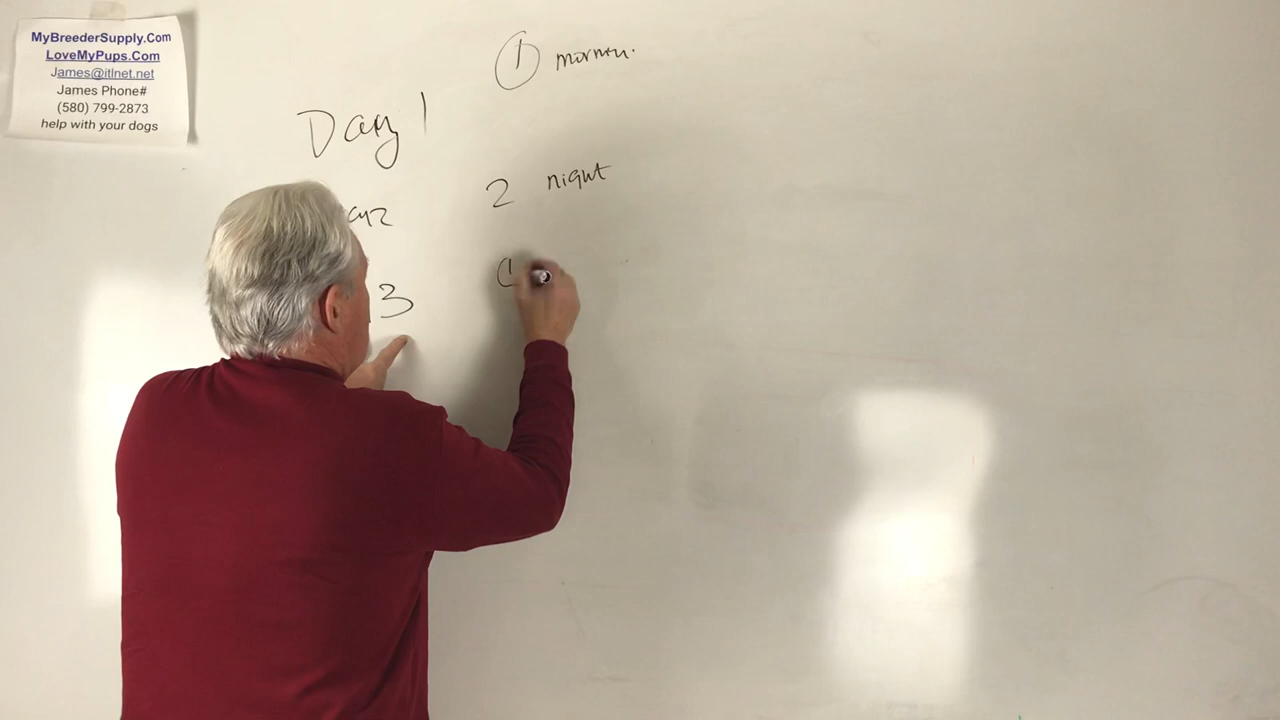 MyBreederSupply.Com
LoveMyPups.Com
James@itlnet.net
James Phone#
(580) 799-2873
help with your dogs
Day 1
3
1
2 night